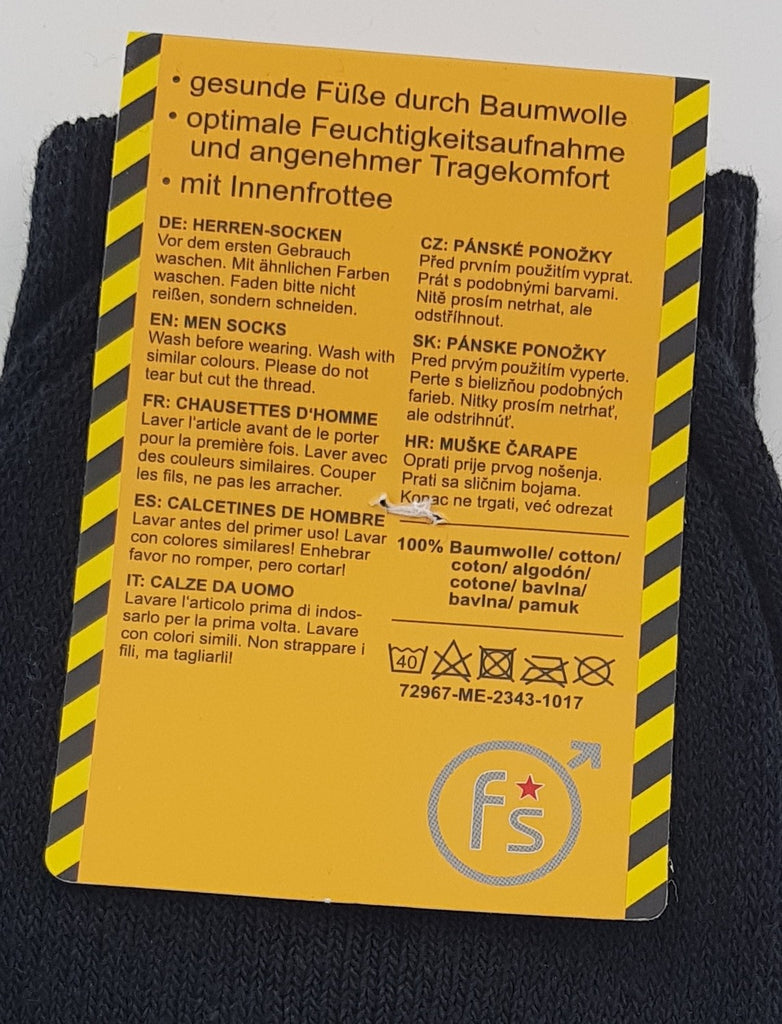 • gesunde Füße durch Baumwolle
• optimale Feuchtigkeitsaufnahme
und angenehmer Tragekomfort
• mit Innenfrottee
DE: HERREN-SOCKEN
Vor dem ersten Gebrauch
waschen. Mit ähnlichen Farben
waschen. Faden bitte nicht
reißen, sondern schneiden.
EN: MEN SOCKS
Wash before wearing. Wash with
similar colours. Please do not
tear but cut the thread.
FR: CHAUSETTES D'HOMME
Laver l'article avant de le porter
pour la première fois. Laver avec
des couleurs similaires. Couper
les fils, ne pas les arracher.
ES: CALCETINES DE HOMBRE
Lavar antes del primer uso! Lavar
con colores similares! Enhebrar
favor no romper, pero cortar!
IT: CALZE DA UOMO
Lavare l'articolo prima di indos-
sarlo per la prima volta. Lavare
con colori simili. Non strappare i
fili, ma tagliarli!
CZ: PÁNSKÉ PONOŽKY
Před prvním použitím vyprat.
Prát s podobnými barvami.
Nitě prosím netrhat, ale
odstříhnout.
SK: PÁNSKE PONOŽKY
Pred prvým použitím vyperte.
Perte s bielizňou podobných
farieb. Nitky prosím netrhať,
ale odstrihnúť.
HR: MUŠKE ČARAPE
Oprati prije prvog nošenja.
Prati sa sličnim bojama.
Konac ne trgati, već odrezat
100% Baumwolle/ cotton/
coton/ algodón/
cotone/ bavlna/
bavlna/ pamuk
40
72967-ME-2343-1017
fs